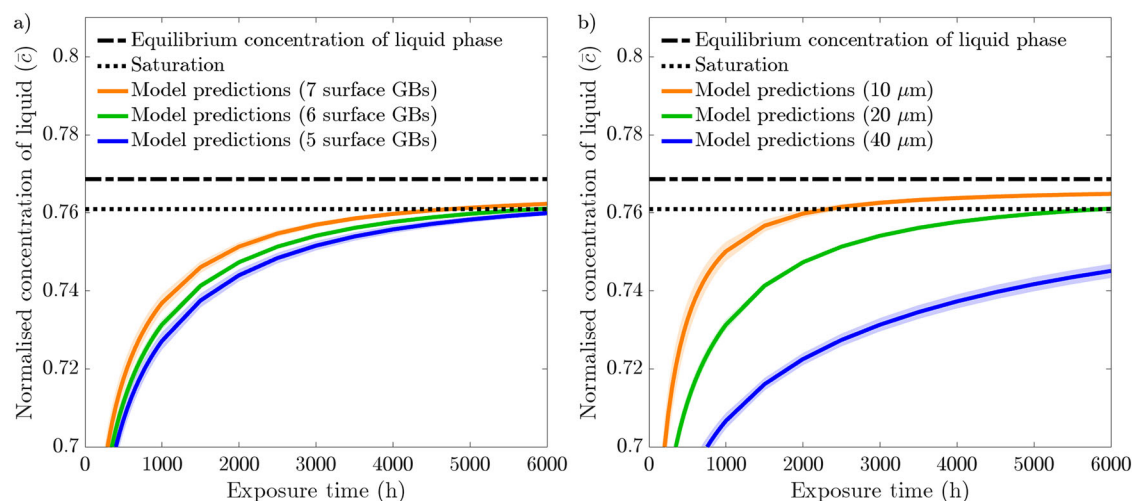 a)
Normalised concentration of liquid (c̄)
0.8
0.78
0.76
0.74
0.72
0.7
Equilibrium concentration of liquid phase
Saturation
Model predictions (7 surface GBs)
Model predictions (6 surface GBs)
Model predictions (5 surface GBs)
0 1000 2000 3000 4000 5000 6000
Exposure time (h)
b)
Normalised concentration of liquid (c̄)
0.8
0.78
0.76
0.74
0.72
0.7
Equilibrium concentration of liquid phase
Saturation
Model predictions (10 μm)
Model predictions (20 μm)
Model predictions (40 μm)
0 1000 2000 3000 4000 5000 6000
Exposure time (h)